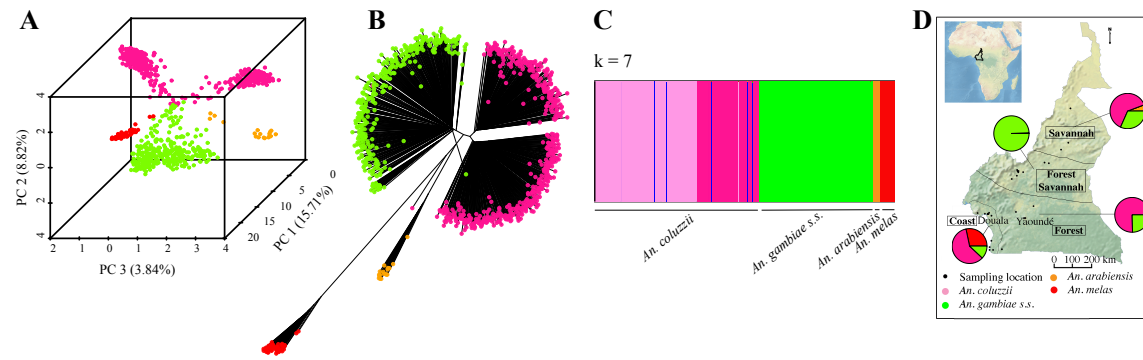 A
B
C
D
4
2
0
2
4
PC 2 (8.82%)
2
0
1
2
3
4
PC 3 (3.84%)
0
5
10
15
20
PC 1 (15.71%)
k = 7
An. coluzzii
An. gambiae s.s.
An. arabiensis
An. melas
N
Savannah
Forest
Savannah
Coast
Douala
Yaoundé
Forest
0 100 200 km
Sampling location
An. coluzzii
An. gambiae s.s.
An. arabiensis
An. melas